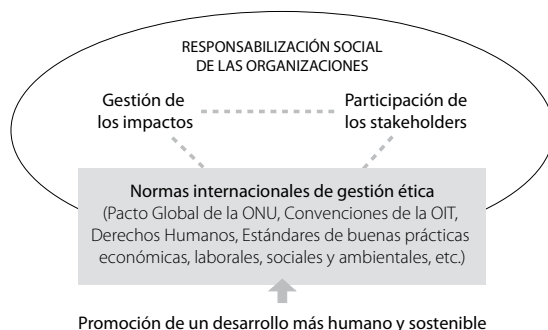 RESPONSABILIZACIÓN SOCIAL
DE LAS ORGANIZACIONES
Gestión de
los impactos
Participación de
los stakeholders
Normas internacionales de gestión ética
(Pacto Global de la ONU, Convenciones de la OIT,
Derechos Humanos, Estándares de buenas prácticas
económicas, laborales, sociales y ambientales, etc.)
Promoción de un desarrollo más humano y sostenible